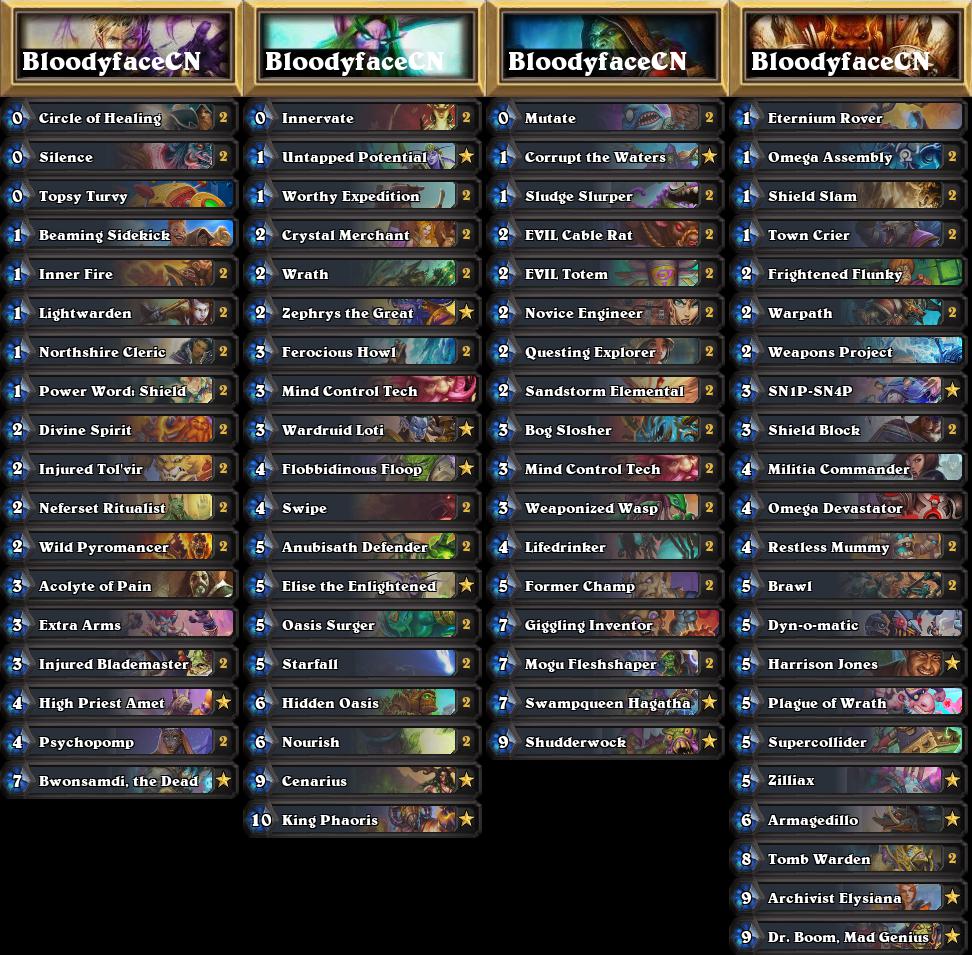 BloodyfaceCN
0 Circle of Healing 2
0 Silence 2
0 Topsy Turvy
1 Beaming Sidekick
1 Inner Fire 2
1 Lightwarden 2
1 Northshire Cleric 2
1 Power Word: Shield 2
2 Divine Spirit 2
2 Injured Tol'vir 2
2 Neferset Ritualist 2
2 Wild Pyromancer 2
3 Acolyte of Pain
3 Extra Arms
3 Injured Blademaster 2
4 High Priest Amet
4 Psychopomp 2
7 Bwonsamdi, the Dead
BloodyfaceCN
0 Innervate 2
1 Untapped Potential
1 Worthy Expedition 2
2 Crystal Merchant 2
2 Wrath 2
2 Zephrys the Great
3 Ferocious Howl 2
3 Mind Control Tech
3 Wardruid Loti
4 Flobbidinous Floop
4 Swipe 2
5 Anubisath Defender 2
5 Elise the Enlightened
5 Oasis Surger 2
5 Starfall 2
6 Hidden Oasis 2
6 Nourish 2
9 Cenarius
10 King Phaoris
BloodyfaceCN
0 Mutate 2
1 Corrupt the Waters
1 Sludge Slurper 2
2 EVIL Cable Rat 2
2 EVIL Totem 2
2 Novice Engineer 2
2 Questing Explorer 2
2 Sandstorm Elemental 2
3 Bog Slosher 2
3 Mind Control Tech 2
3 Weaponized Wasp 2
4 Lifedrinker 2
5 Former Champ 2
7 Giggling Inventor
7 Mogu Fleshshaper 2
7 Swampqueen Hagatha
9 Shudderwock
BloodyfaceCN
1 Eternium Rover
1 Omega Assembly 2
1 Shield Slam 2
1 Town Crier 2
2 Frightened Flunky
2 Warpath 2
2 Weapons Project
3 SN1P-SN4P
3 Shield Block 2
4 Militia Commander
4 Omega Devastator
4 Restless Mummy 2
5 Brawl 2
5 Dyn-o-matic
5 Harrison Jones
5 Plague of Wrath
5 Supercollider
5 Zilliax
6 Armagedillo
8 Tomb Warden 2
9 Archivist Elysiana
9 Dr. Boom, Mad Genius